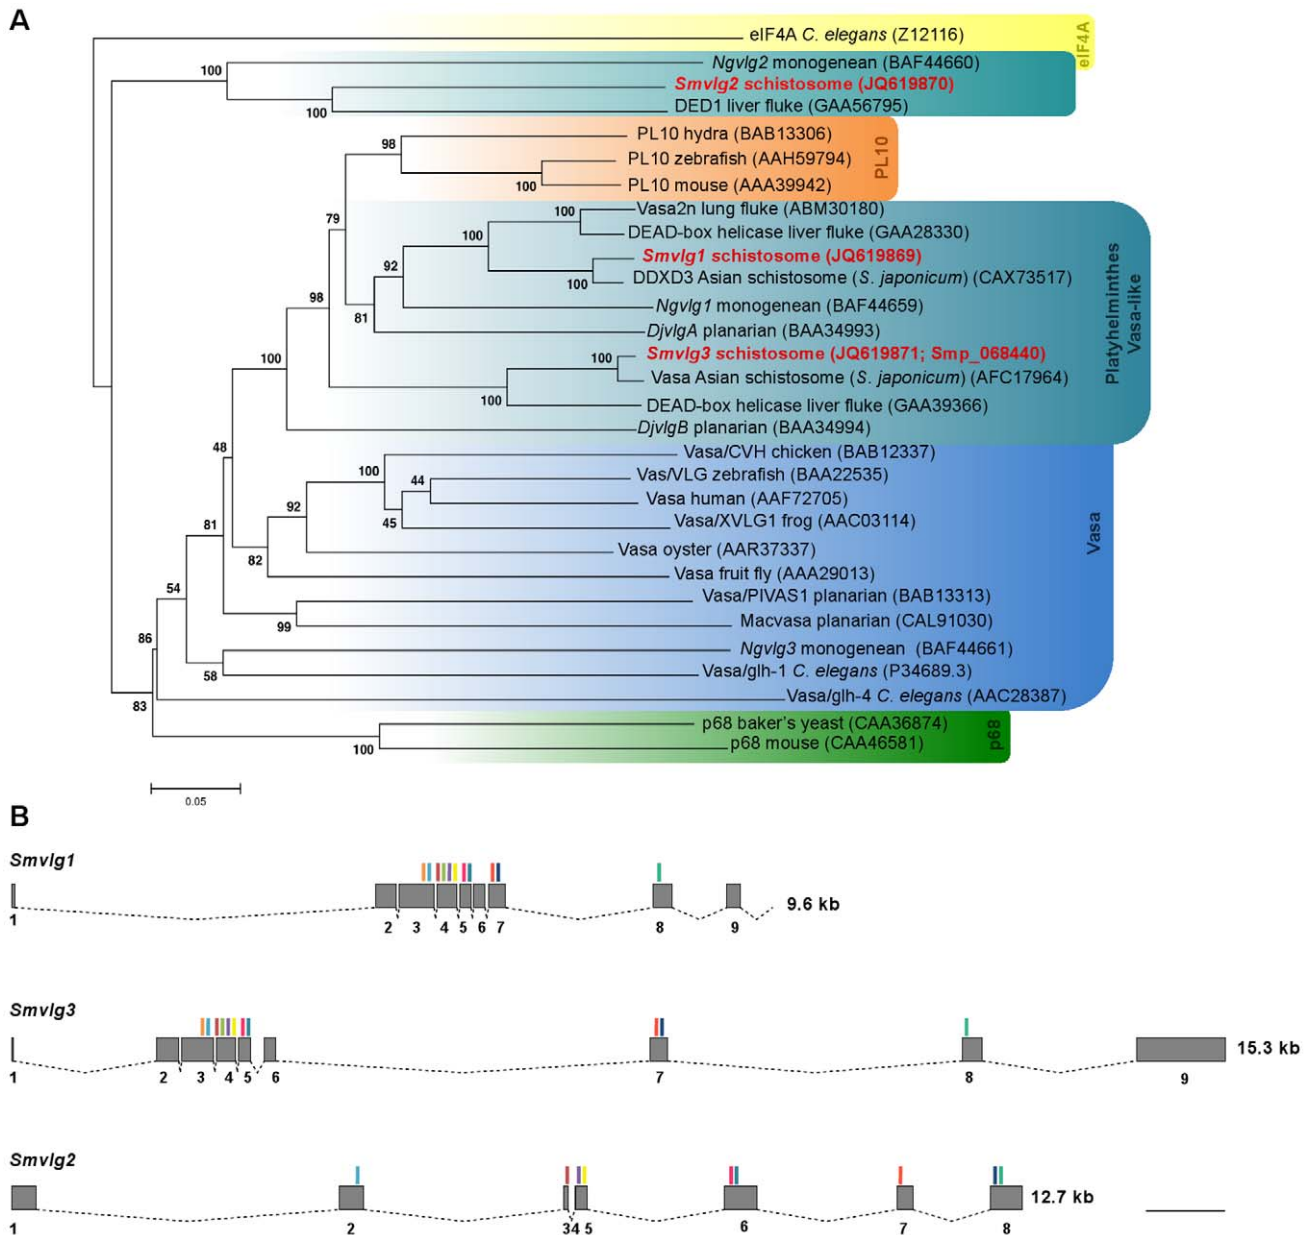 A
eIF4A C. elegans (Z12116)
eIF4A
100
Ngvlg2 monogenean (BAF44660)
Smvlg2 schistosome (JQ619870)
100
DED1 liver fluke (GAA56795)
98
PL10 hydra (BAB13306)
PL10 zebrafish (AAH59794)
100
PL10 mouse (AAA39942)
PL10
79
100
Vasa2n lung fluke (ABM30180)
100
DEAD-box helicase liver fluke (GAA28330)
92
Smvlg1 schistosome (JQ619869)
100
DDXD3 Asian schistosome (S. japonicum) (CAX73517)
98
Ngvlg1 monogenean (BAF44659)
81
DjvlgA planarian (BAA34993)
100
100
Smvlg3 schistosome (JQ619871; Smp_068440)
Vasa Asian schistosome (S. japonicum) (AFC17964)
100
DEAD-box helicase liver fluke (GAA39366)
DjvlgB planarian (BAA34994)
Platyhelminthes
Vasa-like
48
Vasa/CVH chicken (BAB12337)
100
44
Vas/VLG zebrafish (BAA22535)
Vasa human (AAF72705)
92
45
Vasa/XVLG1 frog (AAC03114)
81
Vasa oyster (AAR37337)
82
Vasa fruit fly (AAA29013)
54
Vasa/PlVAS1 planarian (BAB13313)
99
Macvasa planarian (CAL91030)
86
Ngvlg3 monogenean (BAF44661)
58
Vasa/glh-1 C. elegans (P34689.3)
83
Vasa/glh-4 C. elegans (AAC28387)
Vasa
p68 baker's yeast (CAA36874)
100
p68 mouse (CAA46581)
p68
0.05
B
Smvlg1
9.6 kb
1 2 3 4 5 6 7 8 9
Smvlg3
15.3 kb
1 2 3 4 5 6 7 8 9
Smvlg2
12.7 kb
1 2 3 4 5 6 7 8